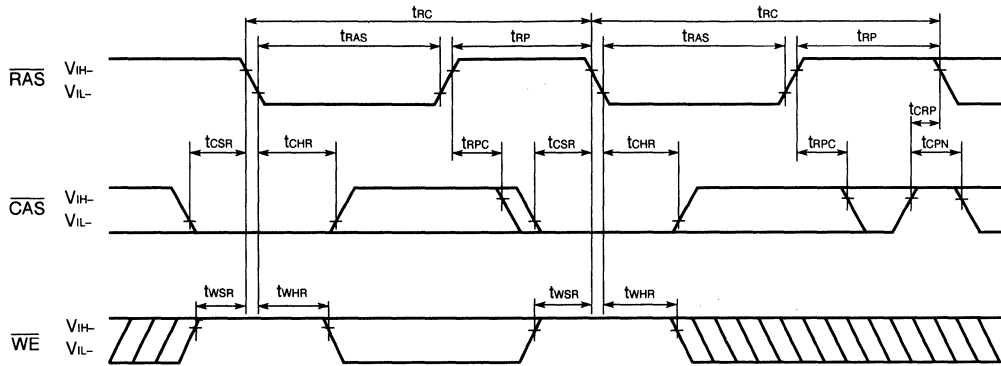 tRC tRC
tRAS tRP tRAS tRP
RAS VIH–
VIL–
tCRP
tCSR tCHR tRPC tCSR tCHR tRPC tCPN
CAS VIH–
VIL–
tWSR tWHR tWSR tWHR
WE VIH–
VIL–